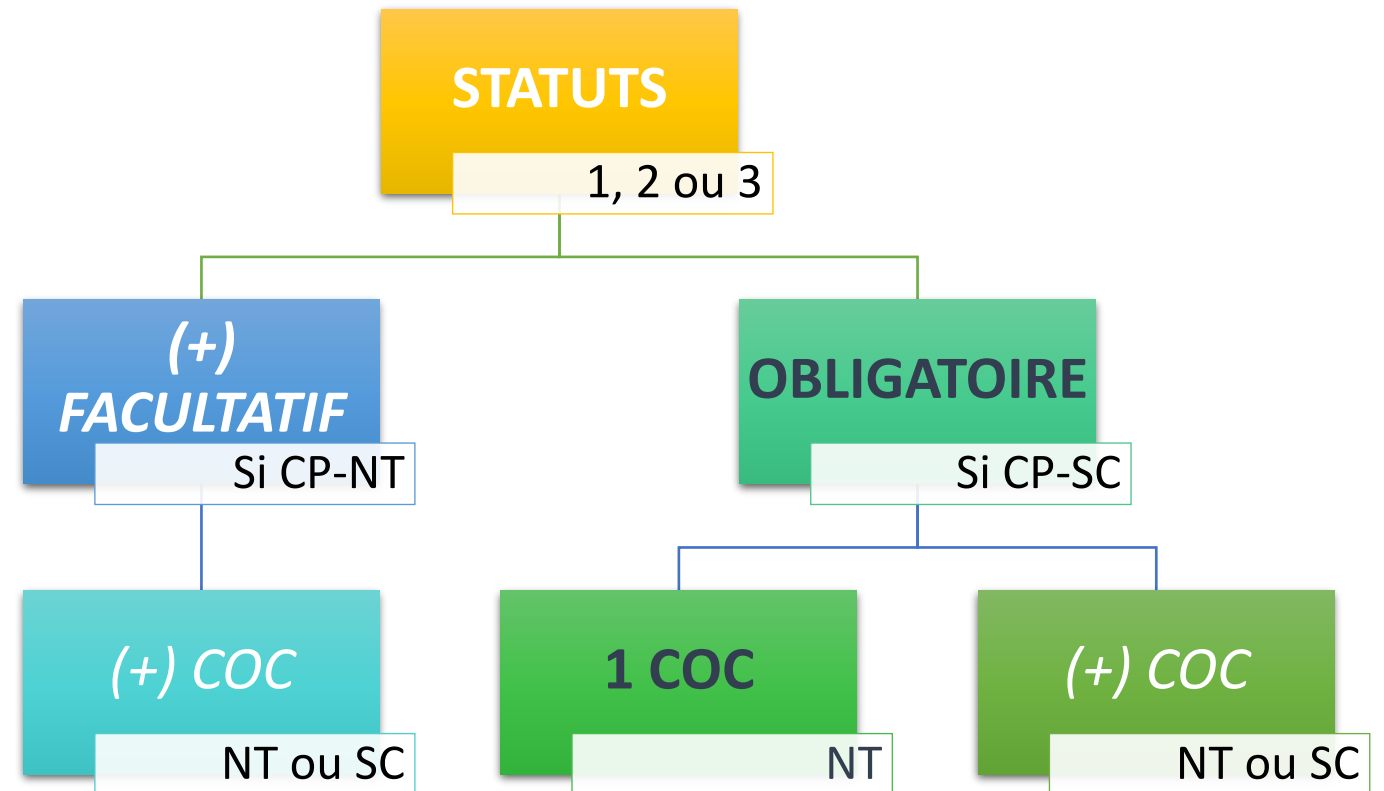 STATUTS
1, 2 ou 3
(+)
FACULTATIF
Si CP-NT
OBLIGATOIRE
Si CP-SC
(+) COC
NT ou SC
1 COC
NT
(+) COC
NT ou SC